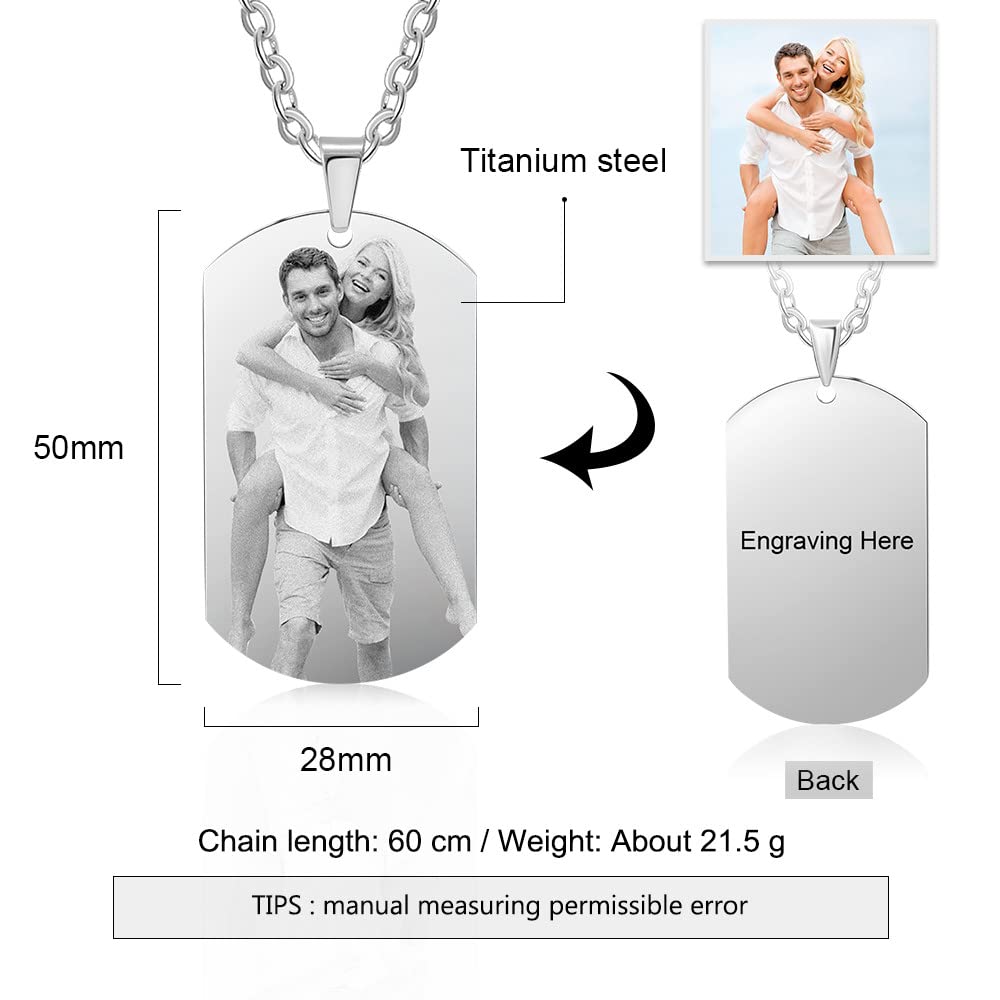 Titanium steel
50mm
Engraving Here
28mm
Back
Chain length: 60 cm / Weight: About 21.5 g
TIPS : manual measuring permissible error